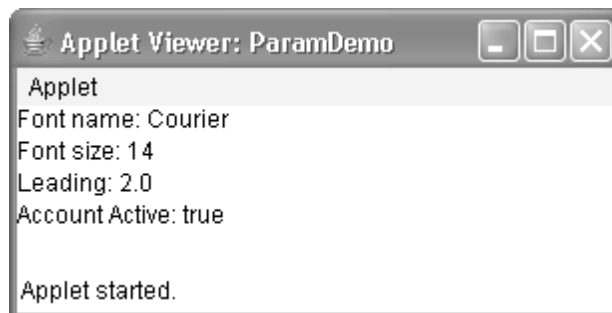 Applet Viewer: ParamDemo
Applet
Font name: Courier
Font size: 14
Leading: 2.0
Account Active: true
Applet started.